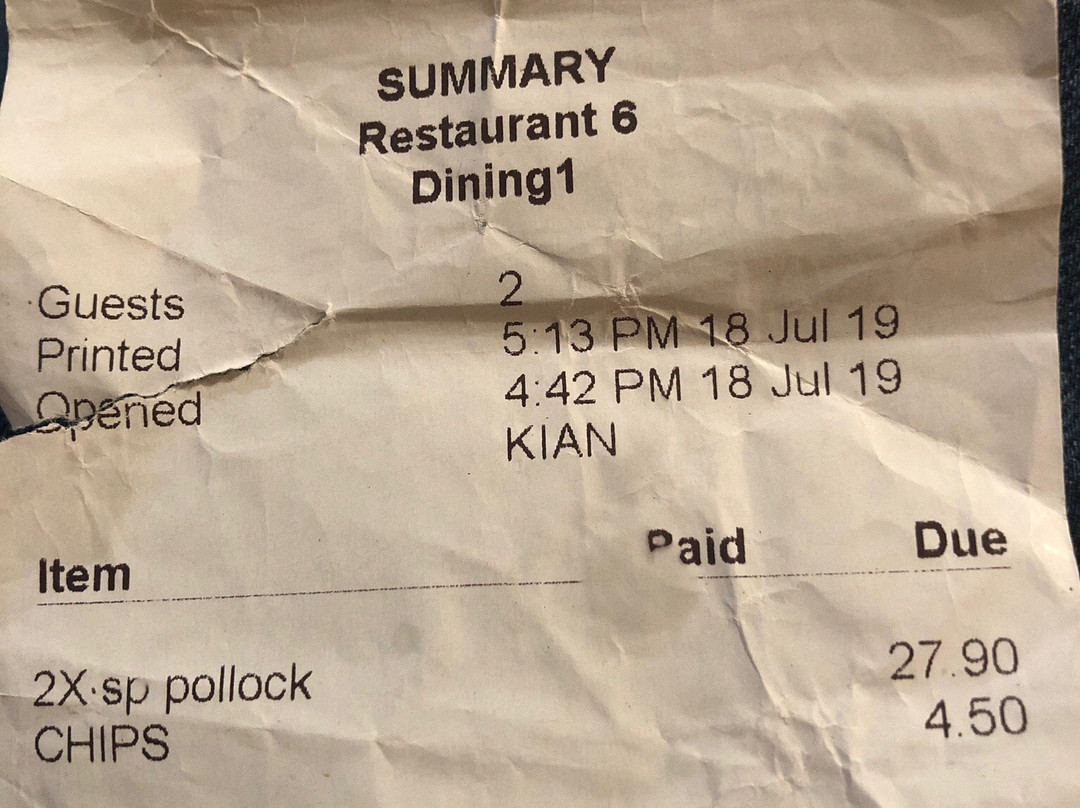 SUMMARY
Restaurant 6
Dining1
Guests 2
Printed 5:13 PM 18 Jul 19
Opened 4:42 PM 18 Jul 19
KIAN
Item Paid Due
2X sp pollock 27.90
CHIPS 4.50